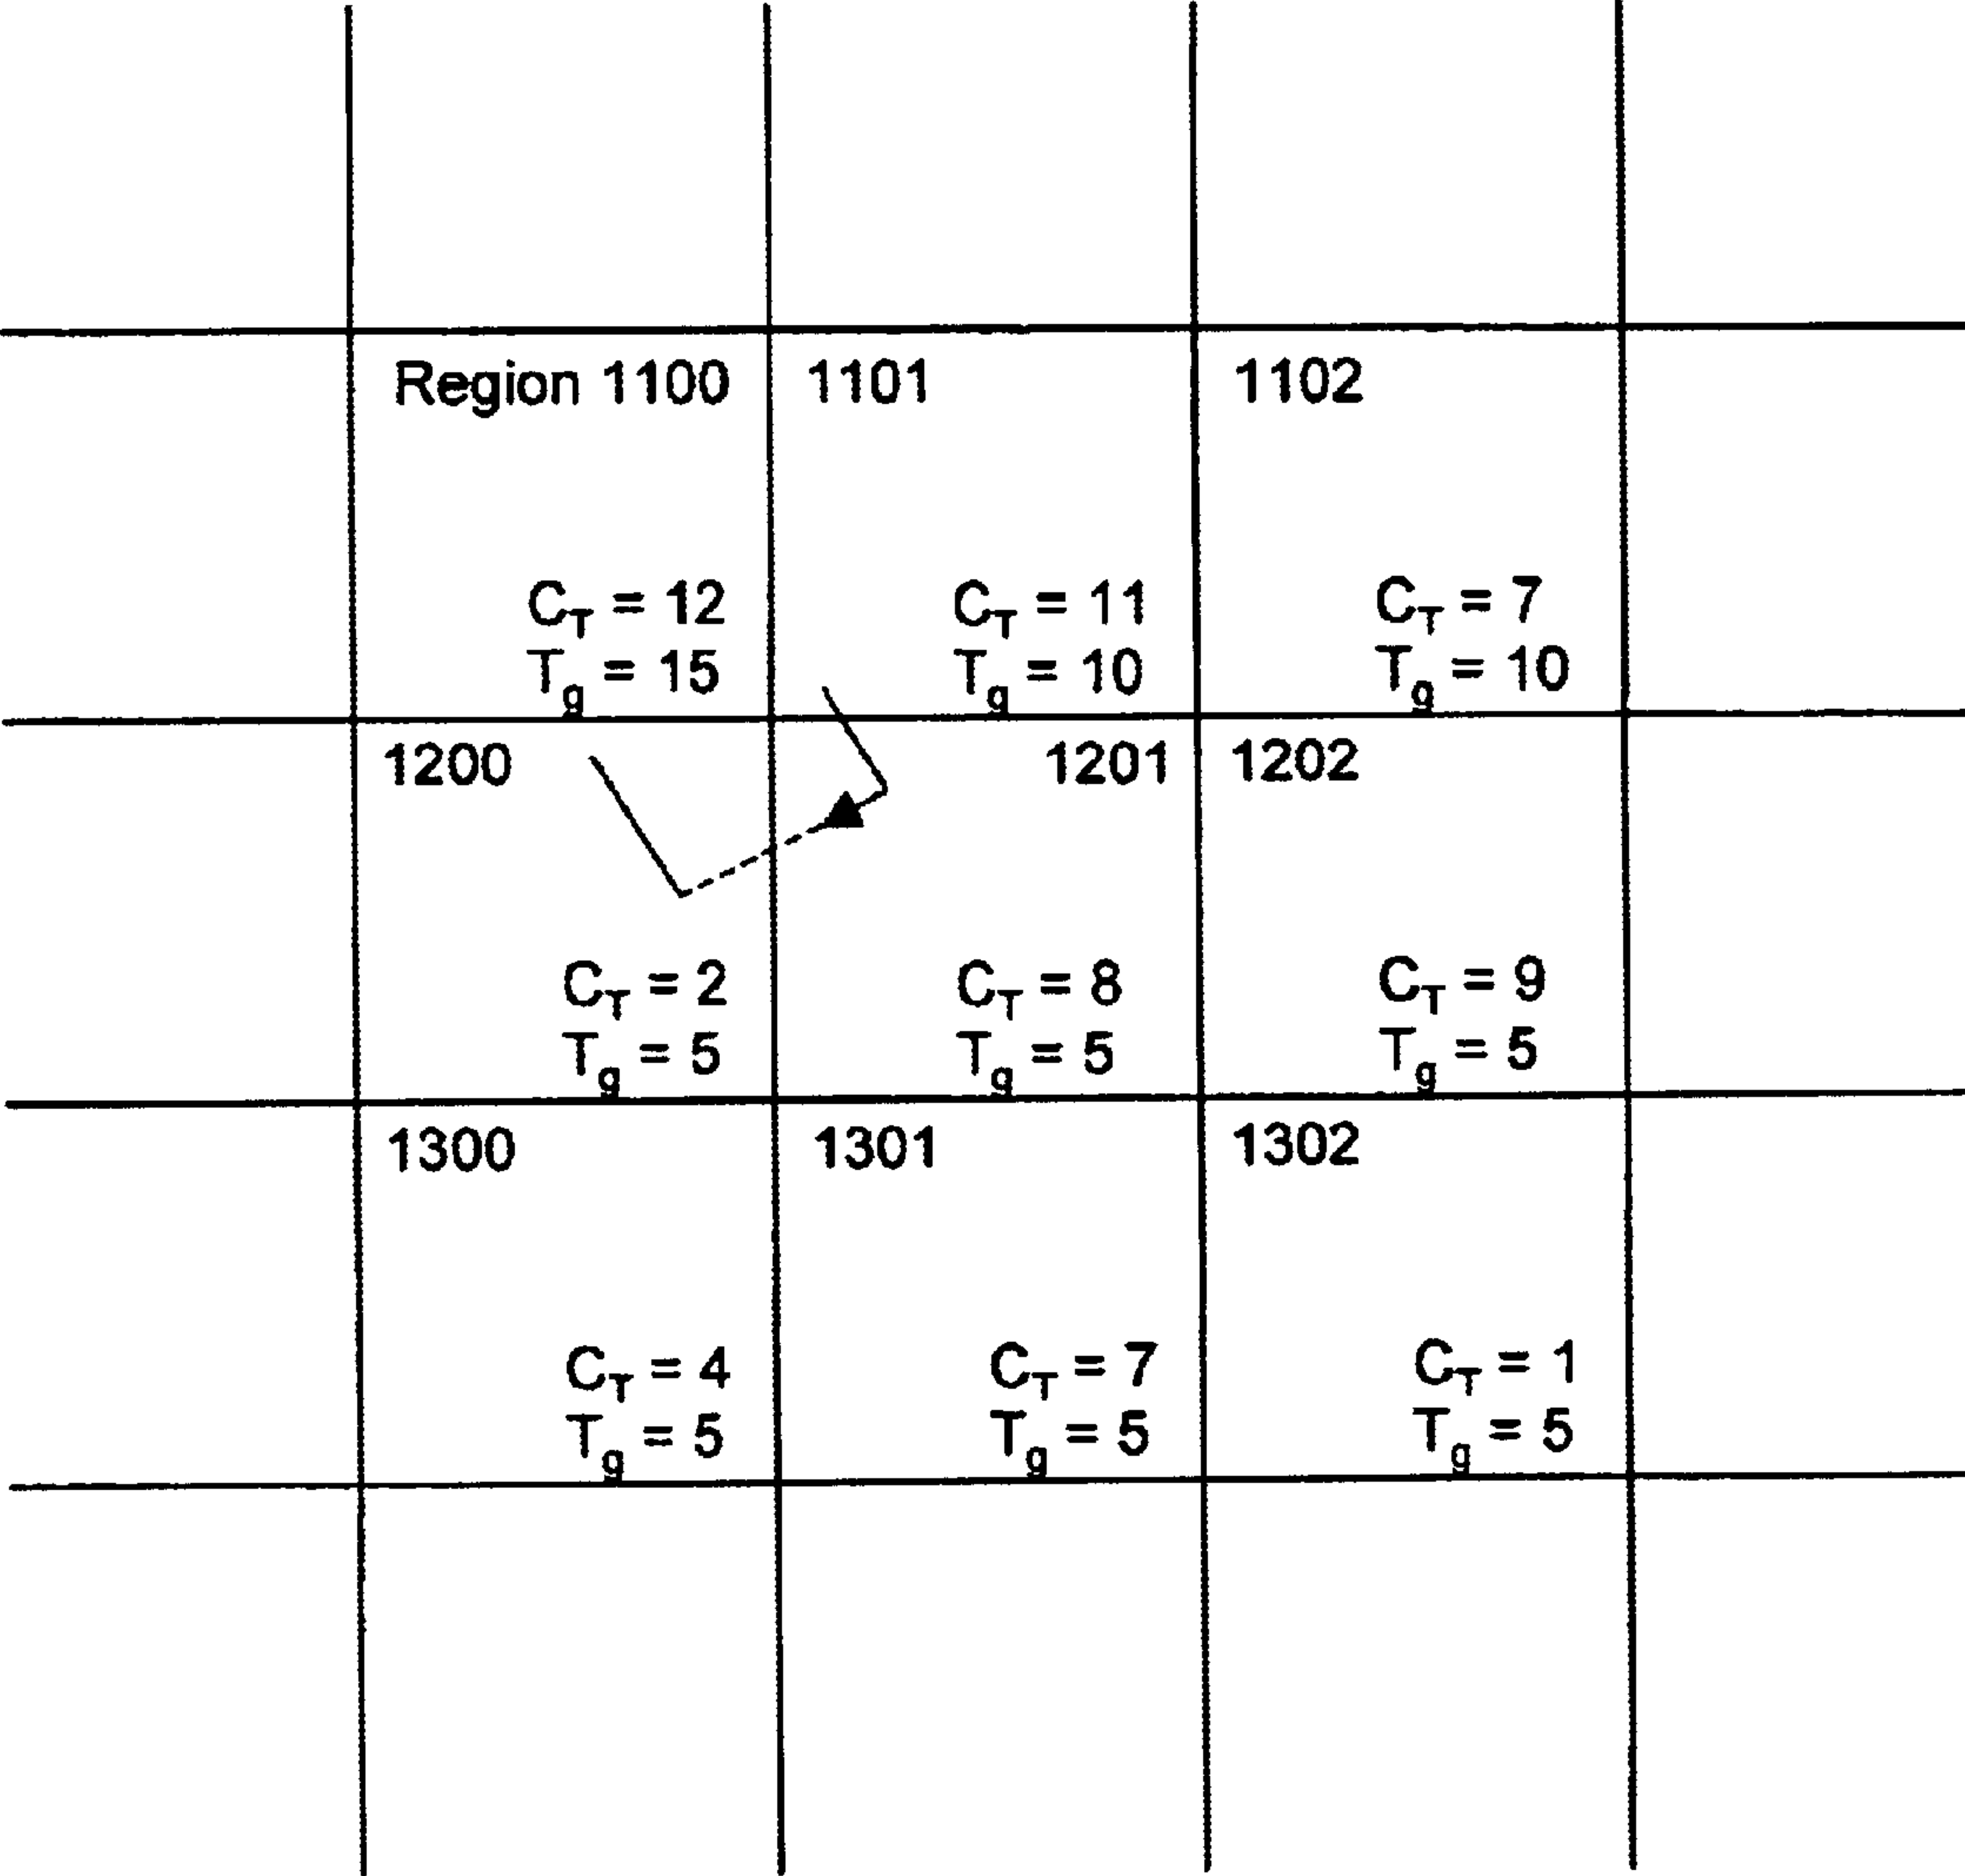 Region 1100
1101
1102
C_T = 12
T_g = 15
C_T = 11
T_g = 10
C_T = 7
T_g = 10
1200
1201
1202
C_T = 2
T_g = 5
C_T = 8
T_g = 5
C_T = 9
T_g = 5
1300
1301
1302
C_T = 4
T_g = 5
C_T = 7
T_g = 5
C_T = 1
T_g = 5